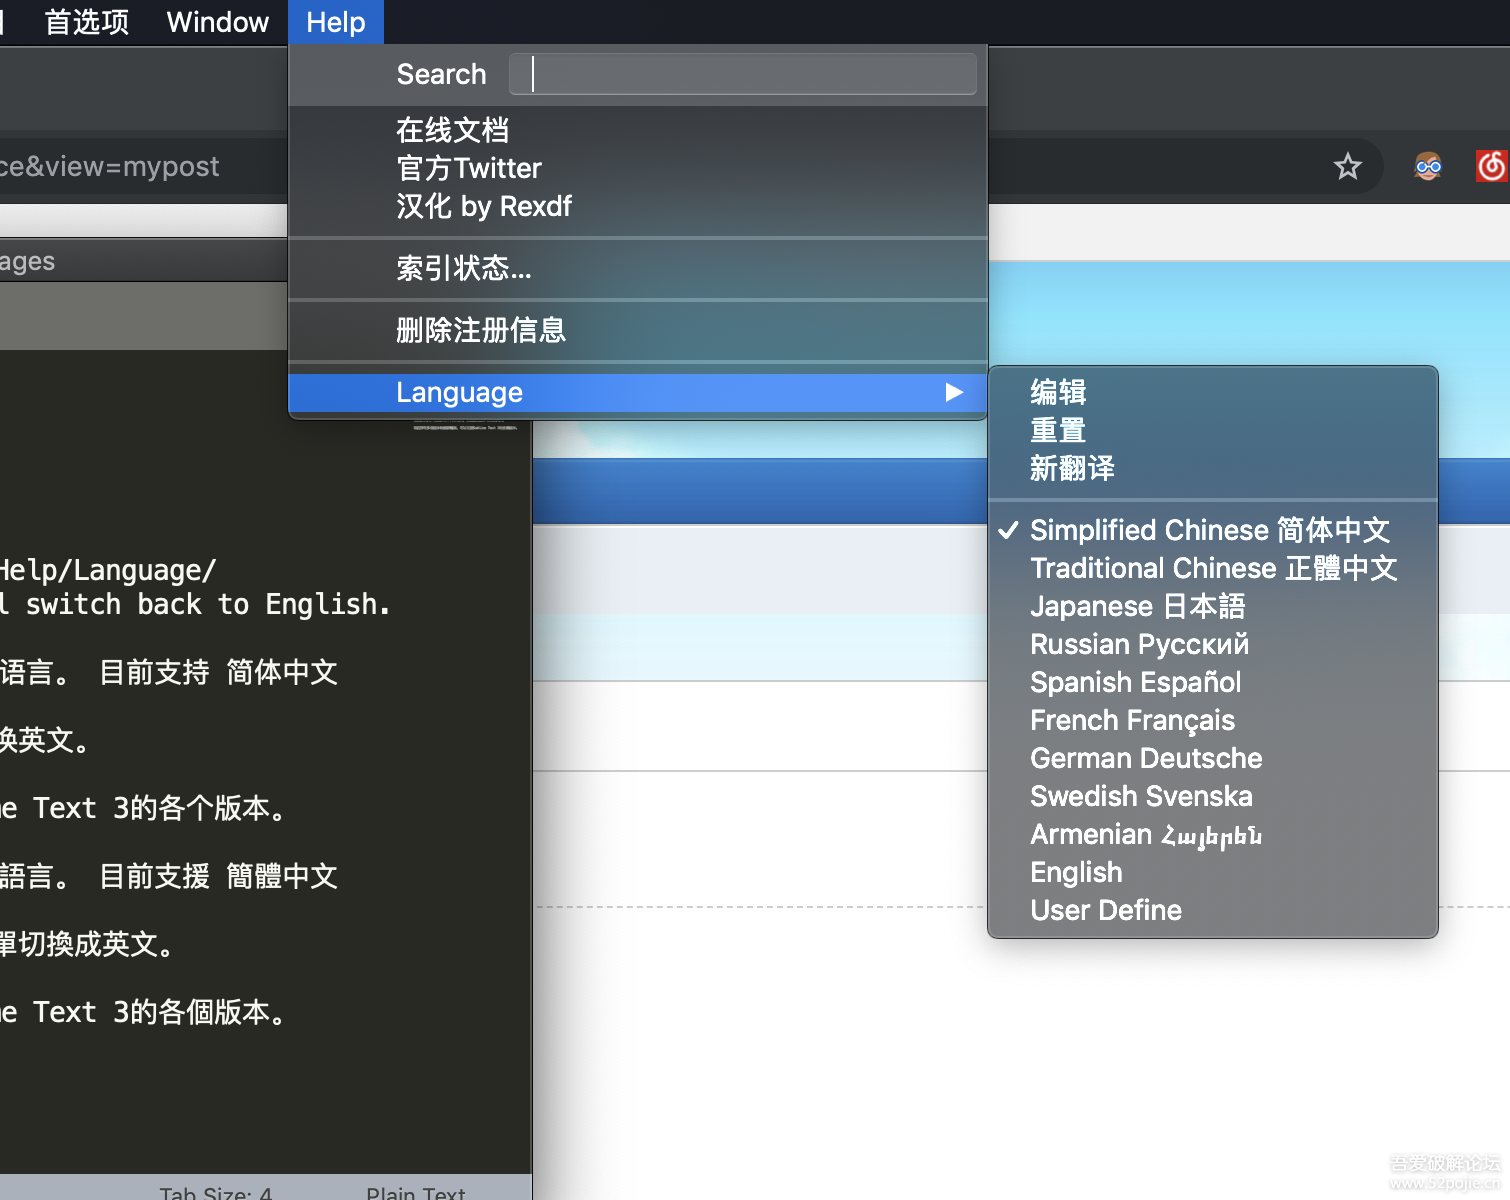 首选项 Window Help
Search
在线文档
ce&view=mypost
官方Twitter
汉化 by Rexdf
ages
索引状态...
删除注册信息
Language
编辑
重置
新翻译
Simplified Chinese 简体中文
Traditional Chinese 正體中文
Japanese 日本語
Russian Русский
Spanish Español
French Français
German Deutsche
Swedish Svenska
Armenian Հայերեն
English
User Define
Help/Language/
l switch back to English.
语言。 目前支持 简体中文
换英文。
me Text 3的各个版本。
語言。 目前支援 簡體中文
單切換成英文。
me Text 3的各個版本。
Tab Size: 4 Plain Text
吾爱破解论坛
www.52pojie.cn